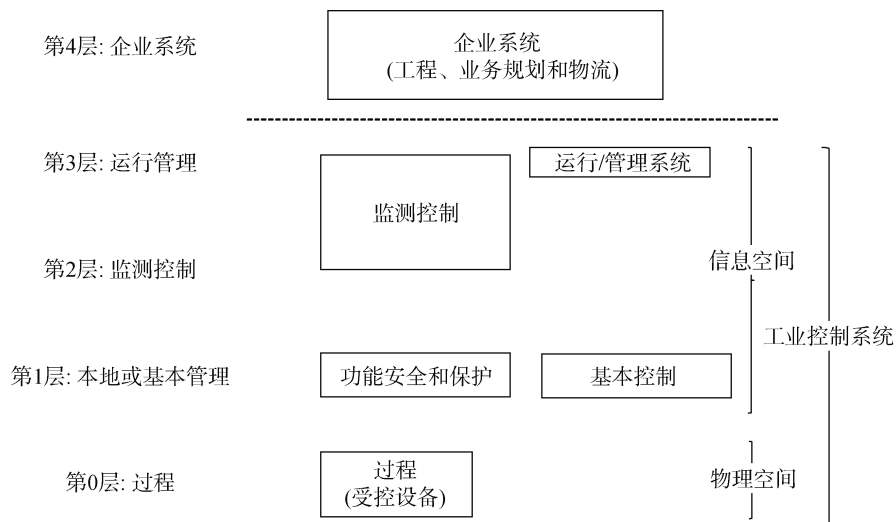 第4层: 企业系统
企业系统
(工程、业务规划和物流)
第3层: 运行管理
运行/管理系统
监测控制
信息空间
第2层: 监测控制
工业控制系统
第1层: 本地或基本管理
功能安全和保护
基本控制
第0层: 过程
过程
(受控设备)
物理空间